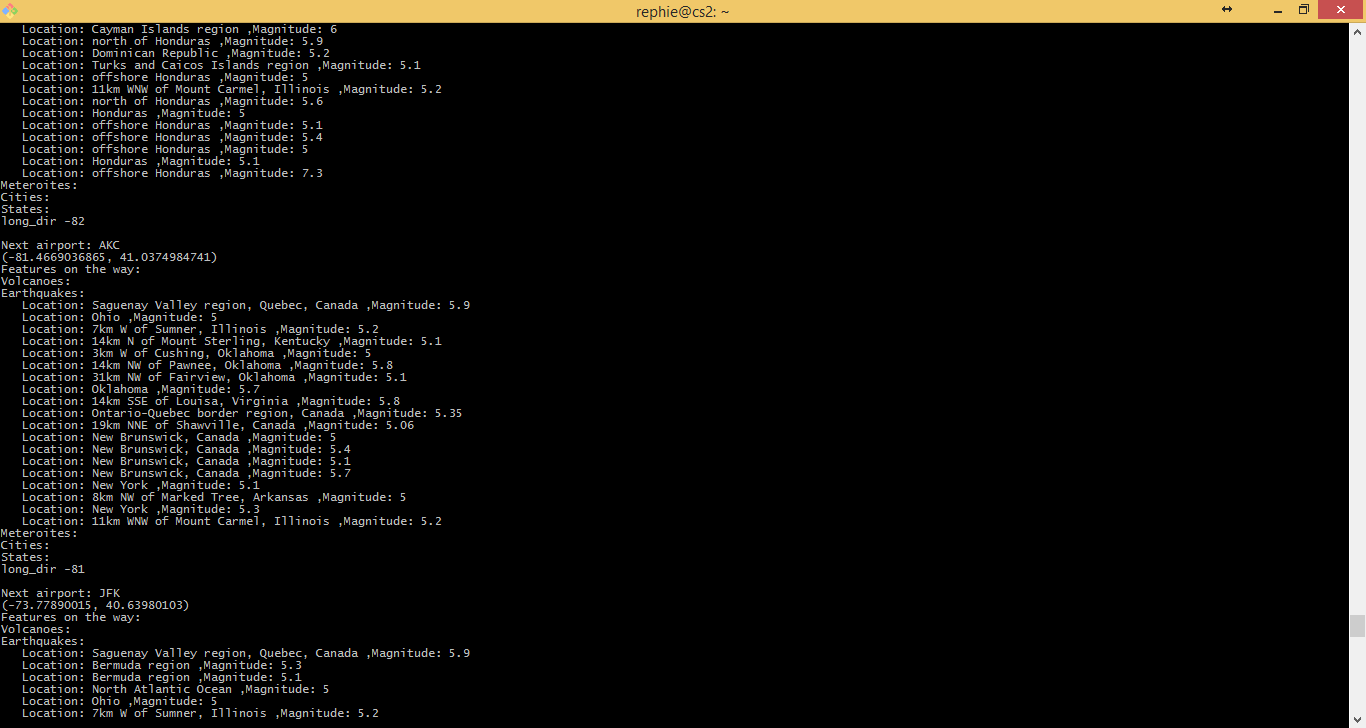 rephie@cs2: ~
Location: Cayman Islands region ,Magnitude: 6
Location: north of Honduras ,Magnitude: 5.9
Location: Dominican Republic ,Magnitude: 5.2
Location: Turks and Caicos Islands region ,Magnitude: 5.1
Location: offshore Honduras ,Magnitude: 5
Location: 11km WNW of Mount Carmel, Illinois ,Magnitude: 5.2
Location: north of Honduras ,Magnitude: 5.6
Location: Honduras ,Magnitude: 5
Location: offshore Honduras ,Magnitude: 5.1
Location: offshore Honduras ,Magnitude: 5.4
Location: offshore Honduras ,Magnitude: 5
Location: Honduras ,Magnitude: 5.1
Location: offshore Honduras ,Magnitude: 7.3
Meteroites:
Cities:
States:
long_dir -82
Next airport: AKC
(-81.4669036865, 41.0374984741)
Features on the way:
Volcanoes:
Earthquakes:
Location: Saguenay Valley region, Quebec, Canada ,Magnitude: 5.9
Location: Ohio ,Magnitude: 5
Location: 7km W of Sumner, Illinois ,Magnitude: 5.2
Location: 14km N of Mount Sterling, Kentucky ,Magnitude: 5.1
Location: 3km W of Cushing, Oklahoma ,Magnitude: 5
Location: 14km NW of Pawnee, Oklahoma ,Magnitude: 5.8
Location: 31km NW of Fairview, Oklahoma ,Magnitude: 5.1
Location: Oklahoma ,Magnitude: 5.7
Location: 14km SSE of Louisa, Virginia ,Magnitude: 5.8
Location: Ontario-Quebec border region, Canada ,Magnitude: 5.35
Location: 19km NNE of Shawville, Canada ,Magnitude: 5.06
Location: New Brunswick, Canada ,Magnitude: 5
Location: New Brunswick, Canada ,Magnitude: 5.4
Location: New Brunswick, Canada ,Magnitude: 5.1
Location: New Brunswick, Canada ,Magnitude: 5.7
Location: New York ,Magnitude: 5.1
Location: 8km NW of Marked Tree, Arkansas ,Magnitude: 5
Location: New York ,Magnitude: 5.3
Location: 11km WNW of Mount Carmel, Illinois ,Magnitude: 5.2
Meteroites:
Cities:
States:
long_dir -81
Next airport: JFK
(-73.77890015, 40.63980103)
Features on the way:
Volcanoes:
Earthquakes:
Location: Saguenay Valley region, Quebec, Canada ,Magnitude: 5.9
Location: Bermuda region ,Magnitude: 5.3
Location: Bermuda region ,Magnitude: 5.1
Location: North Atlantic Ocean ,Magnitude: 5
Location: Ohio ,Magnitude: 5
Location: 7km W of Sumner, Illinois ,Magnitude: 5.2